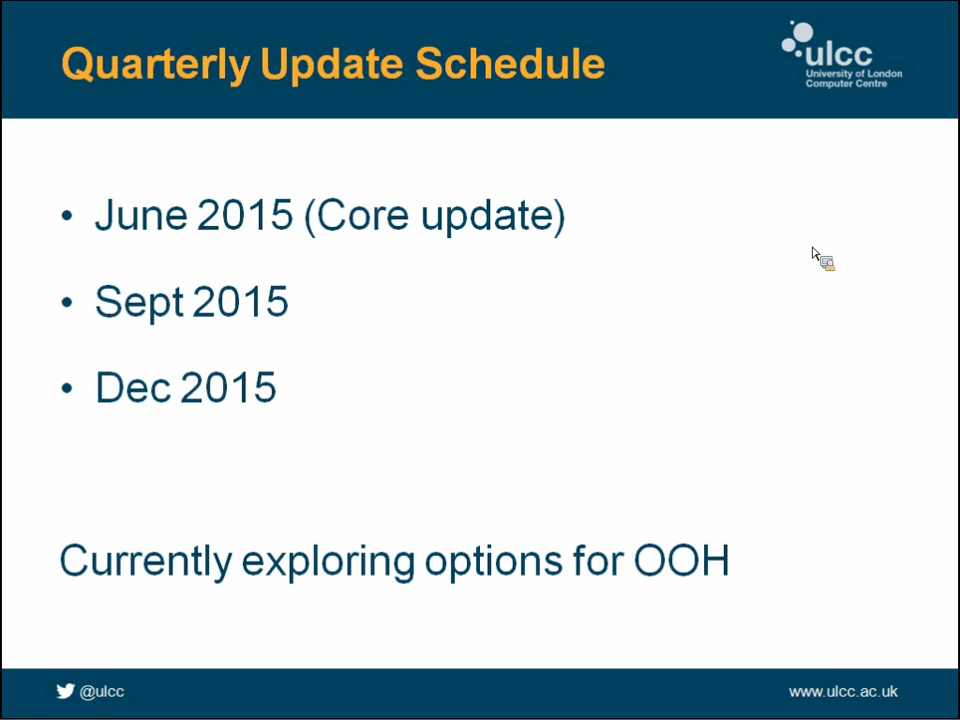 Quarterly Update Schedule
ulcc
University of London
Computer Centre
• June 2015 (Core update)
• Sept 2015
• Dec 2015
Currently exploring options for OOH
@ulcc
www.ulcc.ac.uk